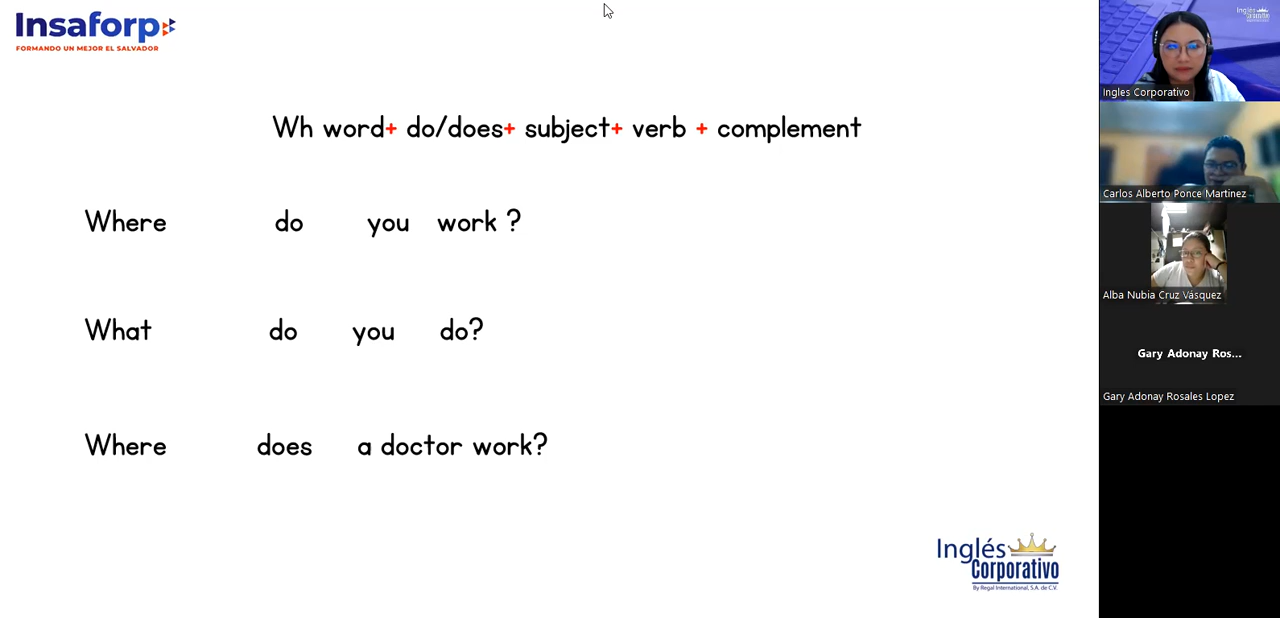 Insaforp
FORMANDO UN MEJOR EL SALVADOR
Wh word+ do/does+ subject+ verb + complement
Where do you work ?
What do you do?
Where does a doctor work?
Inglés
Corporativo
By Regal International, S.A. de C.V.
Ingles Corporativo
Carlos Alberto Ponce Martinez
Alba Nubia Cruz Vásquez
Gary Adonay Ros...
Gary Adonay Rosales Lopez